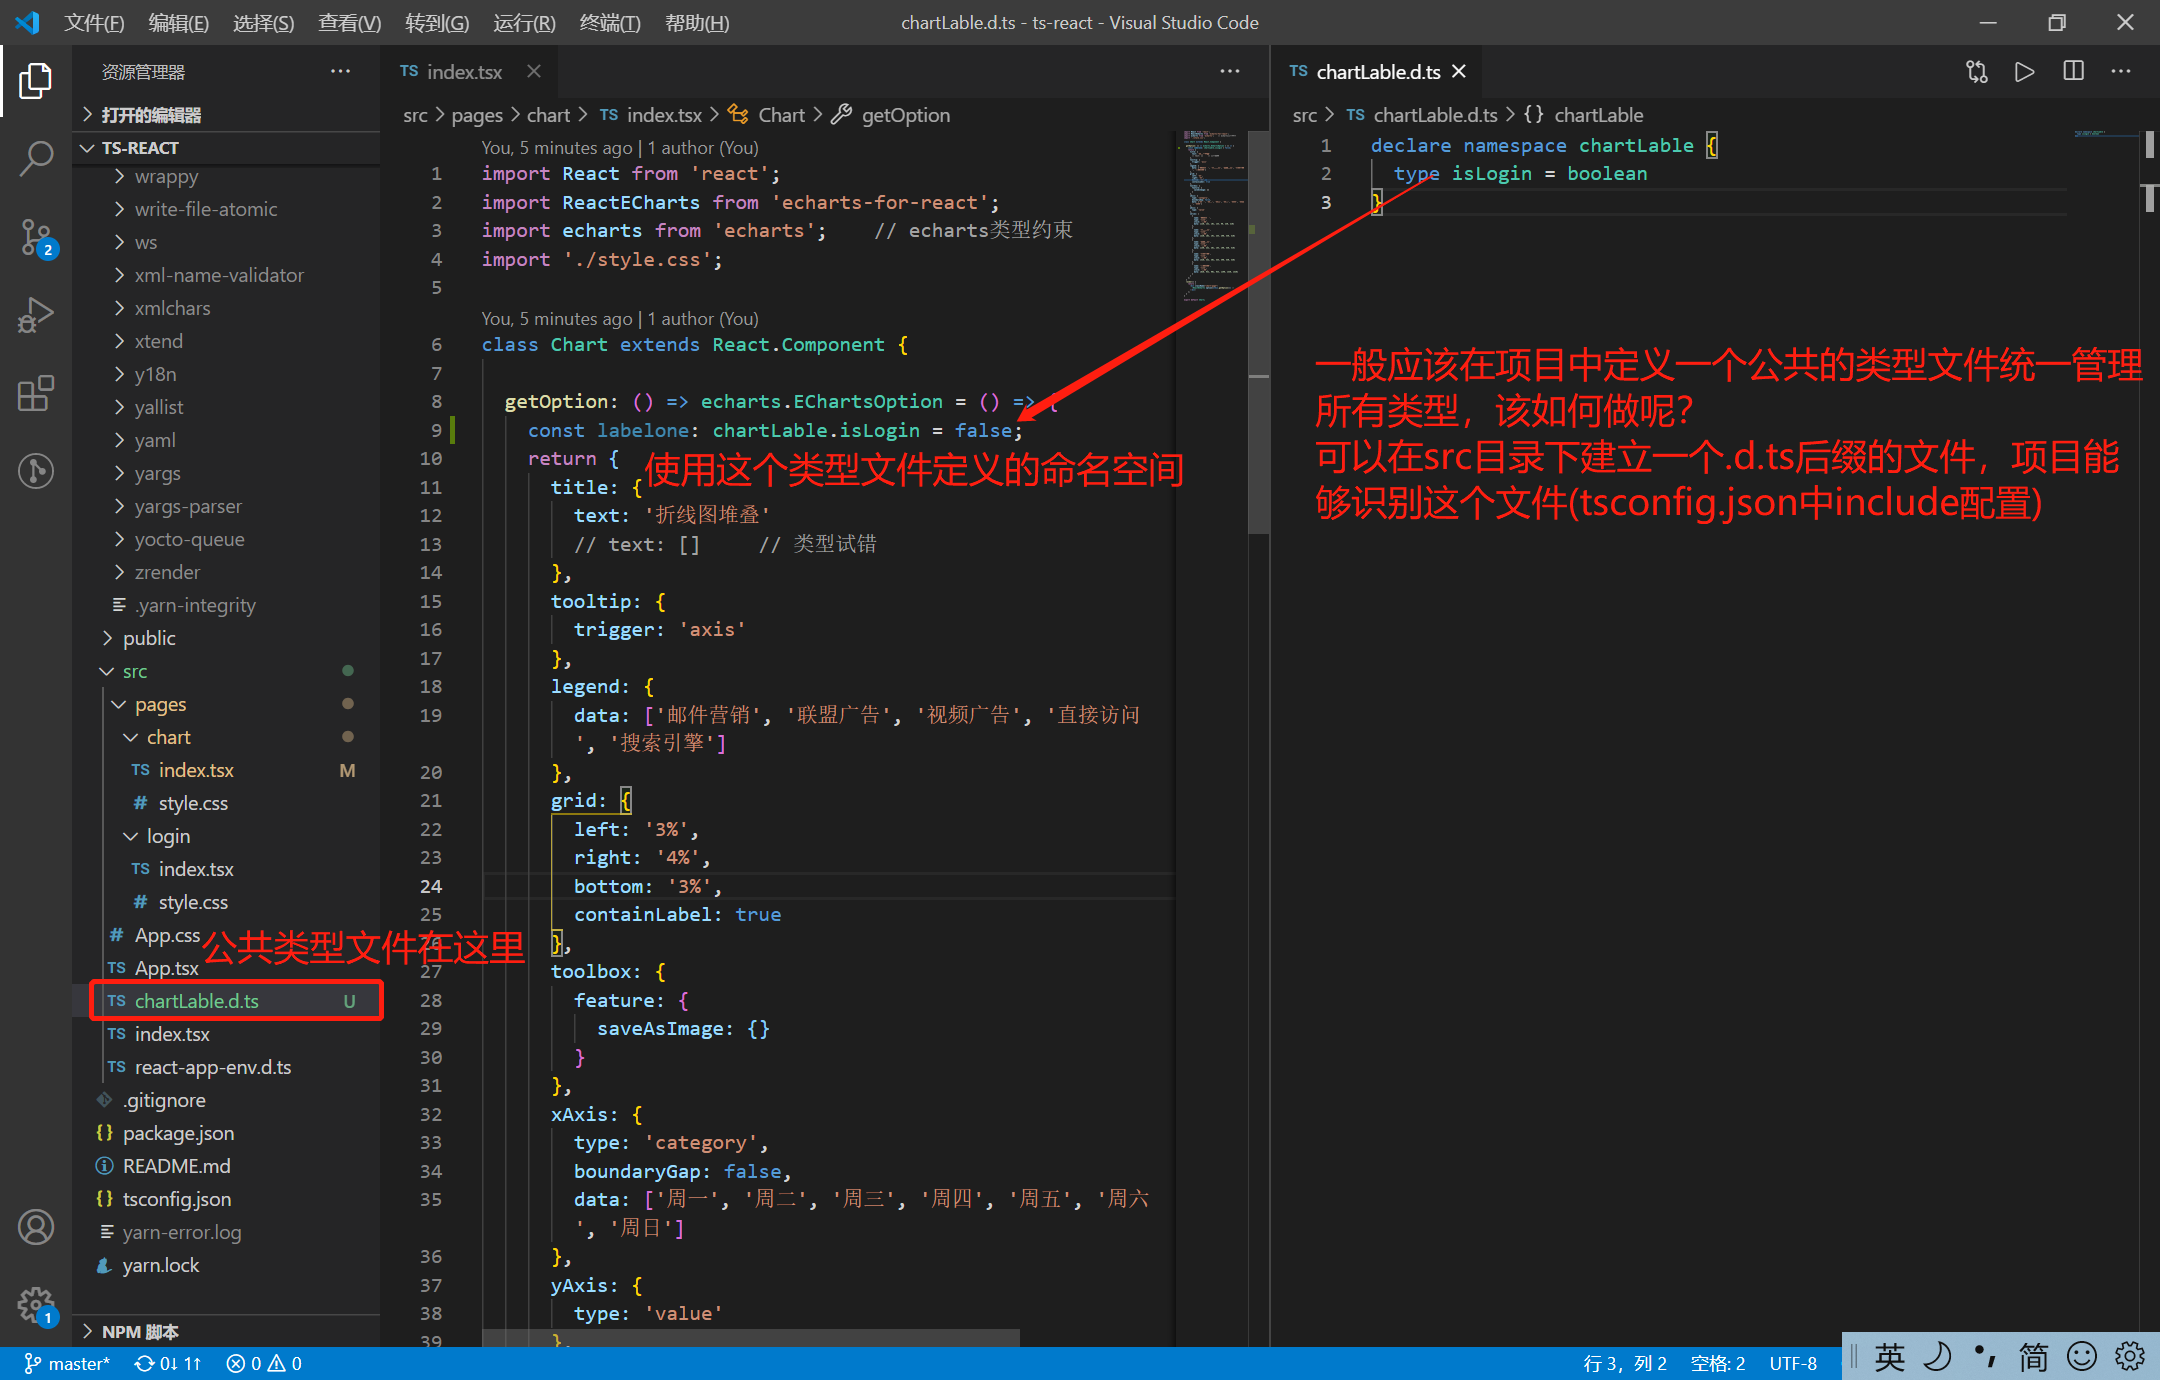 文件(F) 编辑(E) 选择(S) 查看(V) 转到(G) 运行(R) 终端(T) 帮助(H)
chartLable.d.ts - ts-react - Visual Studio Code
资源管理器
打开的编辑器
TS-REACT
wrappy
write-file-atomic
ws
xml-name-validator
xmlchars
xtend
y18n
yallist
yaml
yargs
yargs-parser
yocto-queue
zrender
.yarn-integrity
public
src
pages
chart
TS index.tsx M
# style.css
login
TS index.tsx
# style.css
# App.css
公共类型文件在这里
TS App.tsx
TS chartLable.d.ts U
TS index.tsx
TS react-app-env.d.ts
.gitignore
{} package.json
README.md
{} tsconfig.json
yarn-error.log
yarn.lock
NPM 脚本
2
1
TS index.tsx
src > pages > chart > TS index.tsx > Chart > getOption
You, 5 minutes ago | 1 author (You)
1 import React from 'react';
2 import ReactECharts from 'echarts-for-react';
3 import echarts from 'echarts'; // echarts类型约束
4 import './style.css';
5
You, 5 minutes ago | 1 author (You)
6 class Chart extends React.Component {
7
8 getOption: () => echarts.EChartsOption = () => {
9 const labelone: chartLable.isLogin = false;
10 return {
使用这个类型文件定义的命名空间
11 title: {
12 text: '折线图堆叠'
13 // text: [] // 类型试错
14 },
15 tooltip: {
16 trigger: 'axis'
17 },
18 legend: {
19 data: ['邮件营销', '联盟广告', '视频广告', '直接访问
', '搜索引擎']
20 },
21 grid: {
22 left: '3%',
23 right: '4%',
24 bottom: '3%',
25 containLabel: true
26 },
27 toolbox: {
28 feature: {
29 saveAsImage: {}
30 }
31 },
32 xAxis: {
33 type: 'category',
34 boundaryGap: false,
35 data: ['周一', '周二', '周三', '周四', '周五', '周六
', '周日']
36 },
37 yAxis: {
38 type: 'value'
39 },
TS chartLable.d.ts
src > TS chartLable.d.ts > {} chartLable
1 declare namespace chartLable {
2 type isLogin = boolean
3 }
一般应该在项目中定义一个公共的类型文件统一管理
所有类型，该如何做呢?
可以在src目录下建立一个.d.ts后缀的文件，项目能
够识别这个文件(tsconfig.json中include配置)
master* 0↓ 1↑ 0 0
行 3，列 2 空格: 2 UTF-8
英 简